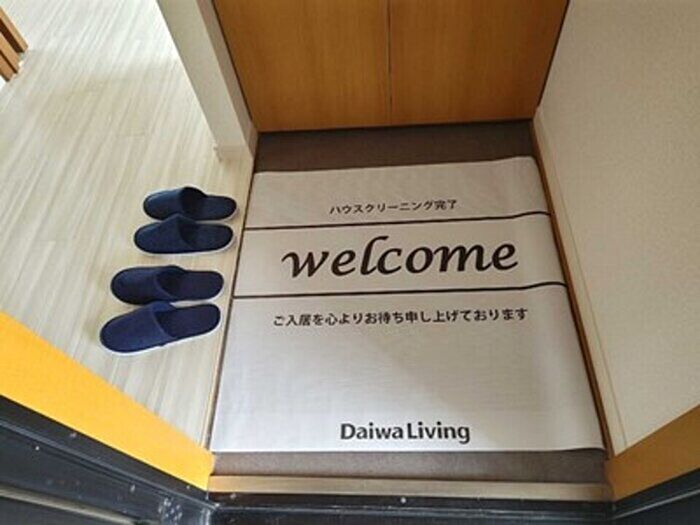 ハウスクリーニング完了
welcome
ご入居を心よりお待ち申し上げております
Daiwa Living